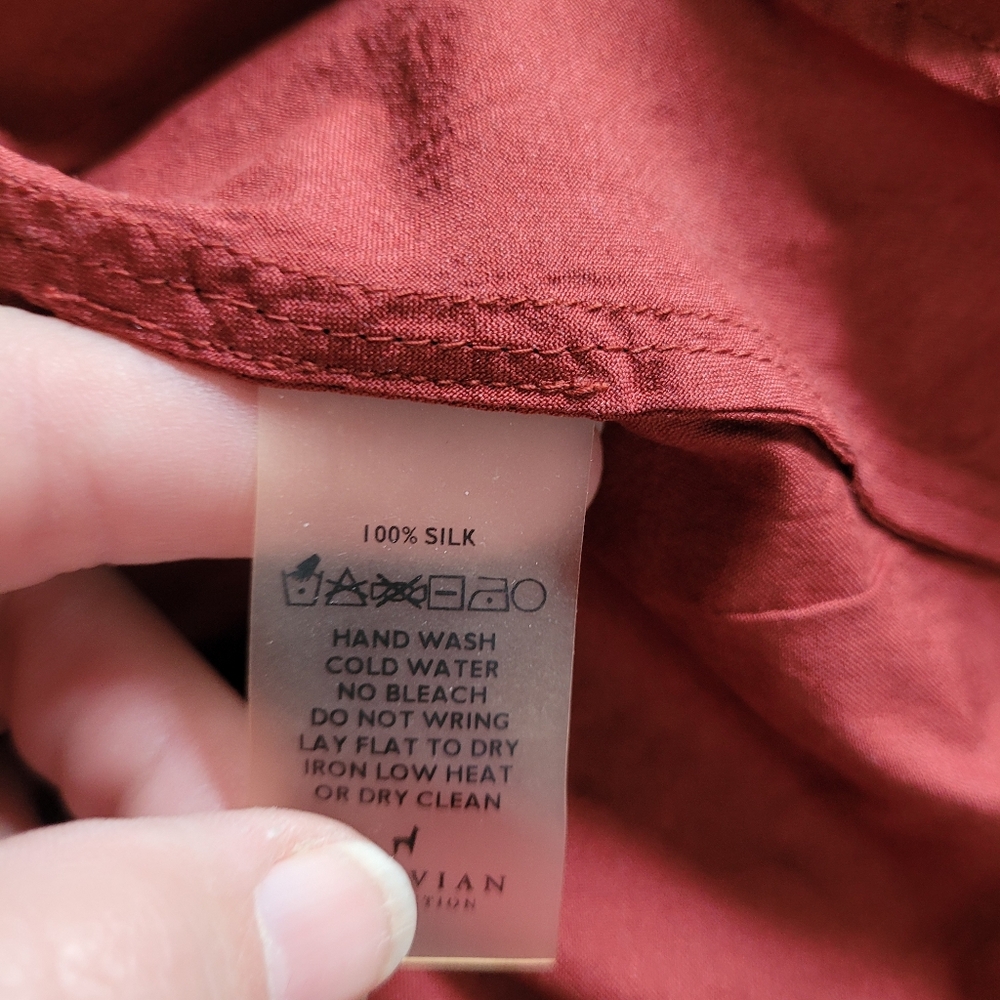 100% SILK
HAND WASH
COLD WATER
NO BLEACH
DO NOT WRING
LAY FLAT TO DRY
IRON LOW HEAT
OR DRY CLEAN